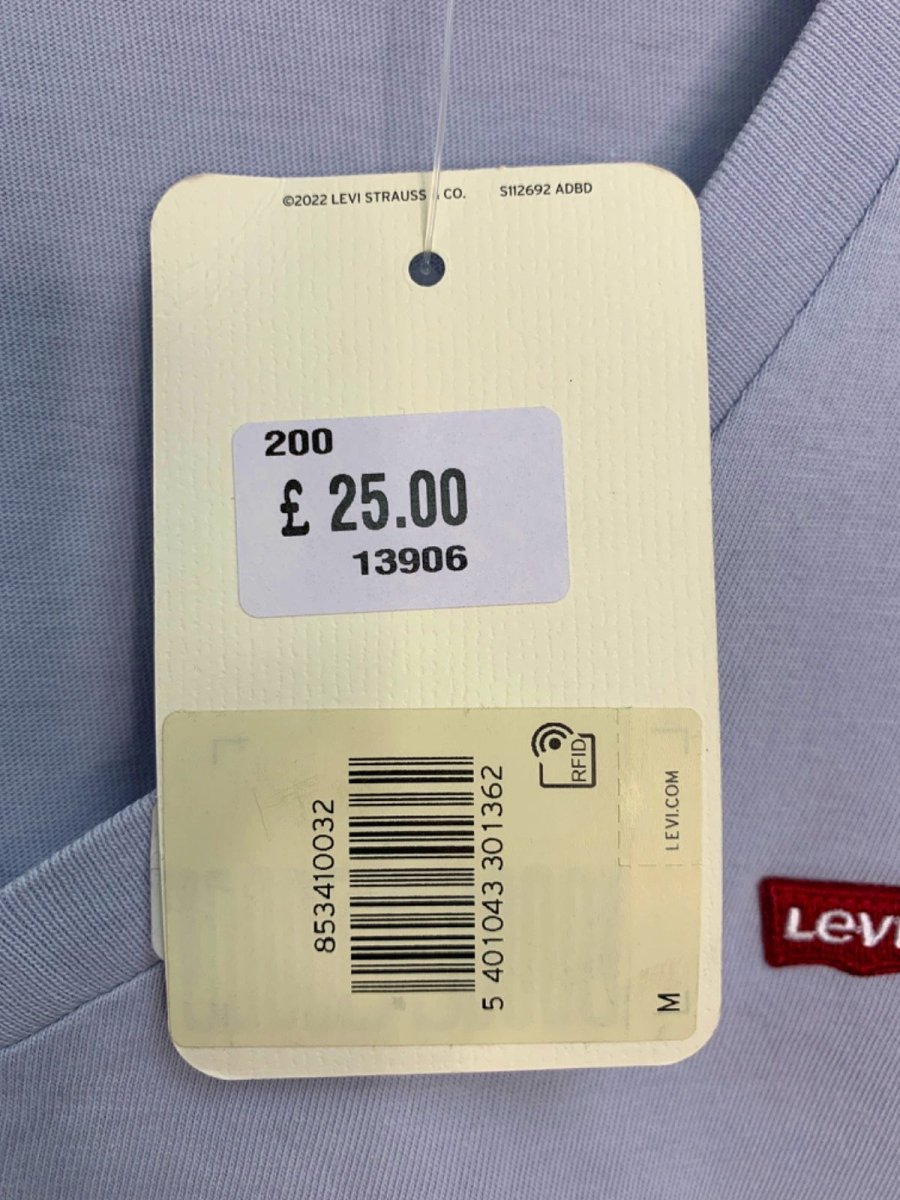 ©2022 LEVI STRAUSS & CO. S112692 ADBD
200
£ 25.00
13906
RFID
LEVI.COM
853410032
5 401043 301362
M
Levi